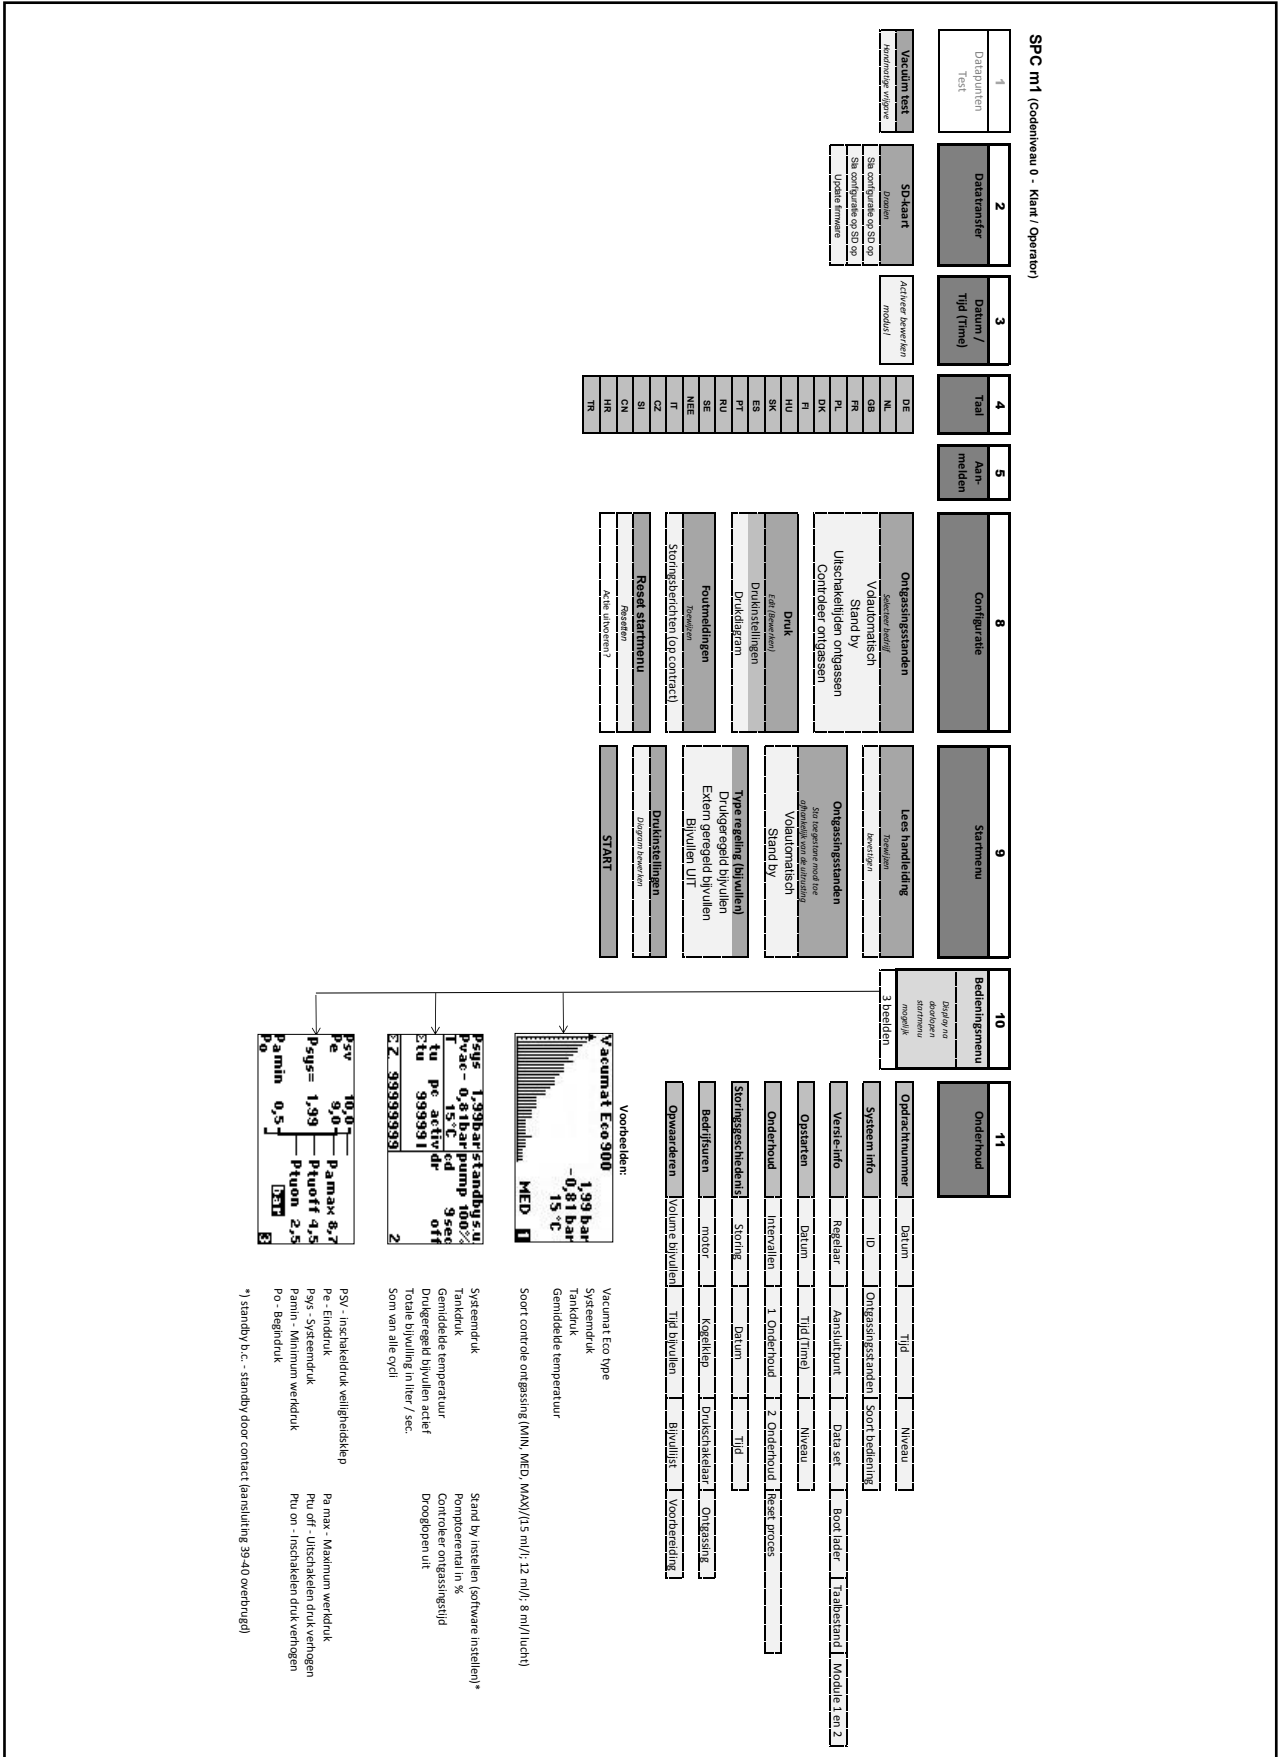 SPC m1 (Codeniveau 0 - Klant / Operator)
1
Datapunten
Test
Vacuüm test
Handmatige vrijgave
2
Datatransfer
SD-kaart
Draaien
Sla configuratie op SD op
Sla configuratie op SD op
Update firmware
3
Datum /
Tijd (Time)
Activeer bewerken
modus!
4
Taal
DE
NL
GB
FR
PL
DK
FI
HU
SK
ES
PT
RU
SE
NEE
IT
CZ
SI
CN
HR
TR
5
Aan-
melden
8
Configuratie
Ontgassingsstanden
Selecteer bedrijf
Volautomatisch
Stand by
Uitschakeltijden ontgassen
Controleer ontgassen
Druk
Edit (Bewerken)
Drukinstellingen
Drukdiagram
Foutmeldingen
Toewijzen
Storingsberichten (op contract)
Reset startmenu
Resetten
Actie uitvoeren?
9
Startmenu
Lees handleiding
Toewijzen
bevestigen
Ontgassingsstanden
Sta toegestane modi toe
afhankelijk van de uitrusting
Volautomatisch
Stand by
Type regeling (bijvullen)
Drukgeregeld bijvullen
Extern geregeld bijvullen
Bijvullen UIT
Drukinstellingen
Diagram bewerken
START
10
Bedieningsmenu
Display na
doorlopen
startmenu
mogelijk
3 beelden
11
Onderhoud
Opdrachtnummer Datum Tijd Niveau
Systeem info ID Ontgassingsstanden Soort bediening
Versie-info Regelaar Aansluitpunt Data set Boot lader Taalbestand Module 1 en 2
Opstarten Datum Tijd (Time) Niveau
Onderhoud Intervallen 1 Onderhoud 2 Onderhoud Reset proces
Storingsgeschiedenis Storing Datum Tijd
Bedrijfsuren motor Kogelklep Drukschakelaar Ontgassing
Opwaarderen Volume bijvullen Tijd bijvullen Bijvullijst Voorbereiding
Voorbeelden:
Vacumat Eco 900
1,99 bar
-0,81 bar
15 °C
MED 1
Vacumat Eco type
Systeemdruk
Tankdruk
Gemiddelde temperatuur
Soort controle ontgassing (MIN, MED, MAX)/(15 ml/l; 12 ml/l; 8 ml/l lucht)
Psys 1,99bar standbys.u
Pvac- 0,81bar pump 100%
T 15°C cd 9sec
tu pc activ dr off
Σtu 999991
Σ Z. 99999999 2
Systeemdruk
Tankdruk
Gemiddelde temperatuur
Drukgeregeld bijvullen actief
Totale bijvulling in liter / sec.
Som van alle cycli
Stand by instellen (software instellen)*
Pomptoerental in %
Controleer ontgassingstijd
Drooglopen uit
Psv 10,0
Pe 9,0 Pa max 8,7
Psys= 1,99 Ptuoff 4,5
Ptuon 2,5
Pa min 0,5
Po bar 3
PSV - inschakeldruk veiligheidsklep
Pe - Einddruk
Psys - Systeemdruk
Pamin - Minimum werkdruk
Po - Begindruk
Pa max - Maximum werkdruk
Ptu off - Uitschakelen druk verhogen
Ptu on - Inschakelen druk verhogen
*) standby b.c. - standby door contact (aansluiting 39-40 overbrugd)